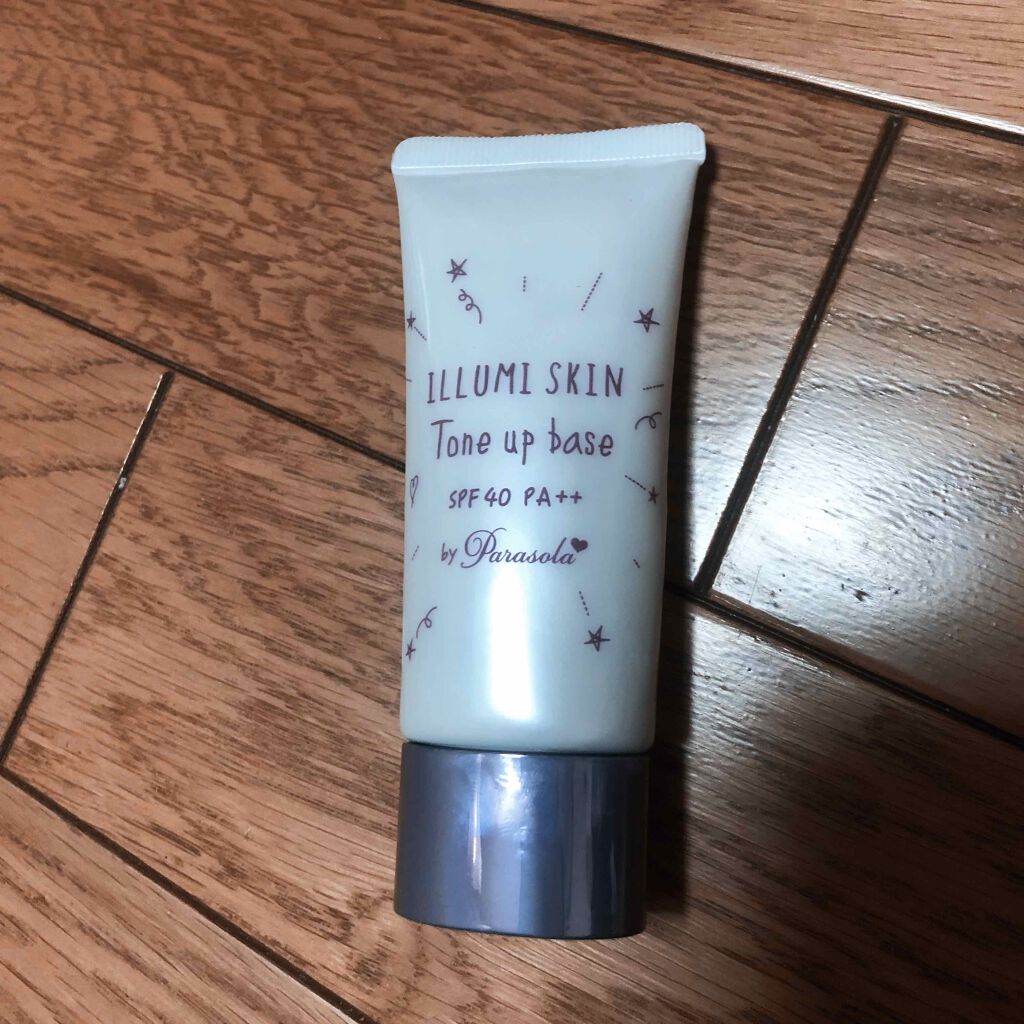 ILLUMI SKIN
Tone up base
SPF40 PA++
by Parasola